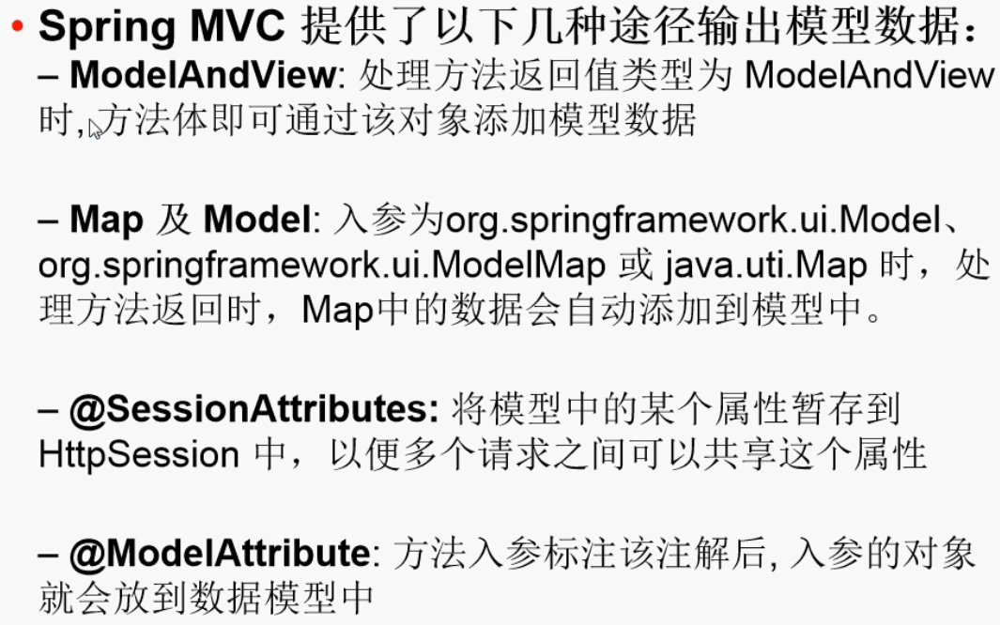 • Spring MVC 提供了以下几种途径输出模型数据：
– ModelAndView: 处理方法返回值类型为 ModelAndView
时, 方法体即可通过该对象添加模型数据
– Map 及 Model: 入参为org.springframework.ui.Model、
org.springframework.ui.ModelMap 或 java.uti.Map 时，处
理方法返回时，Map中的数据会自动添加到模型中。
– @SessionAttributes: 将模型中的某个属性暂存到
HttpSession 中，以便多个请求之间可以共享这个属性
– @ModelAttribute: 方法入参标注该注解后, 入参的对象
就会放到数据模型中